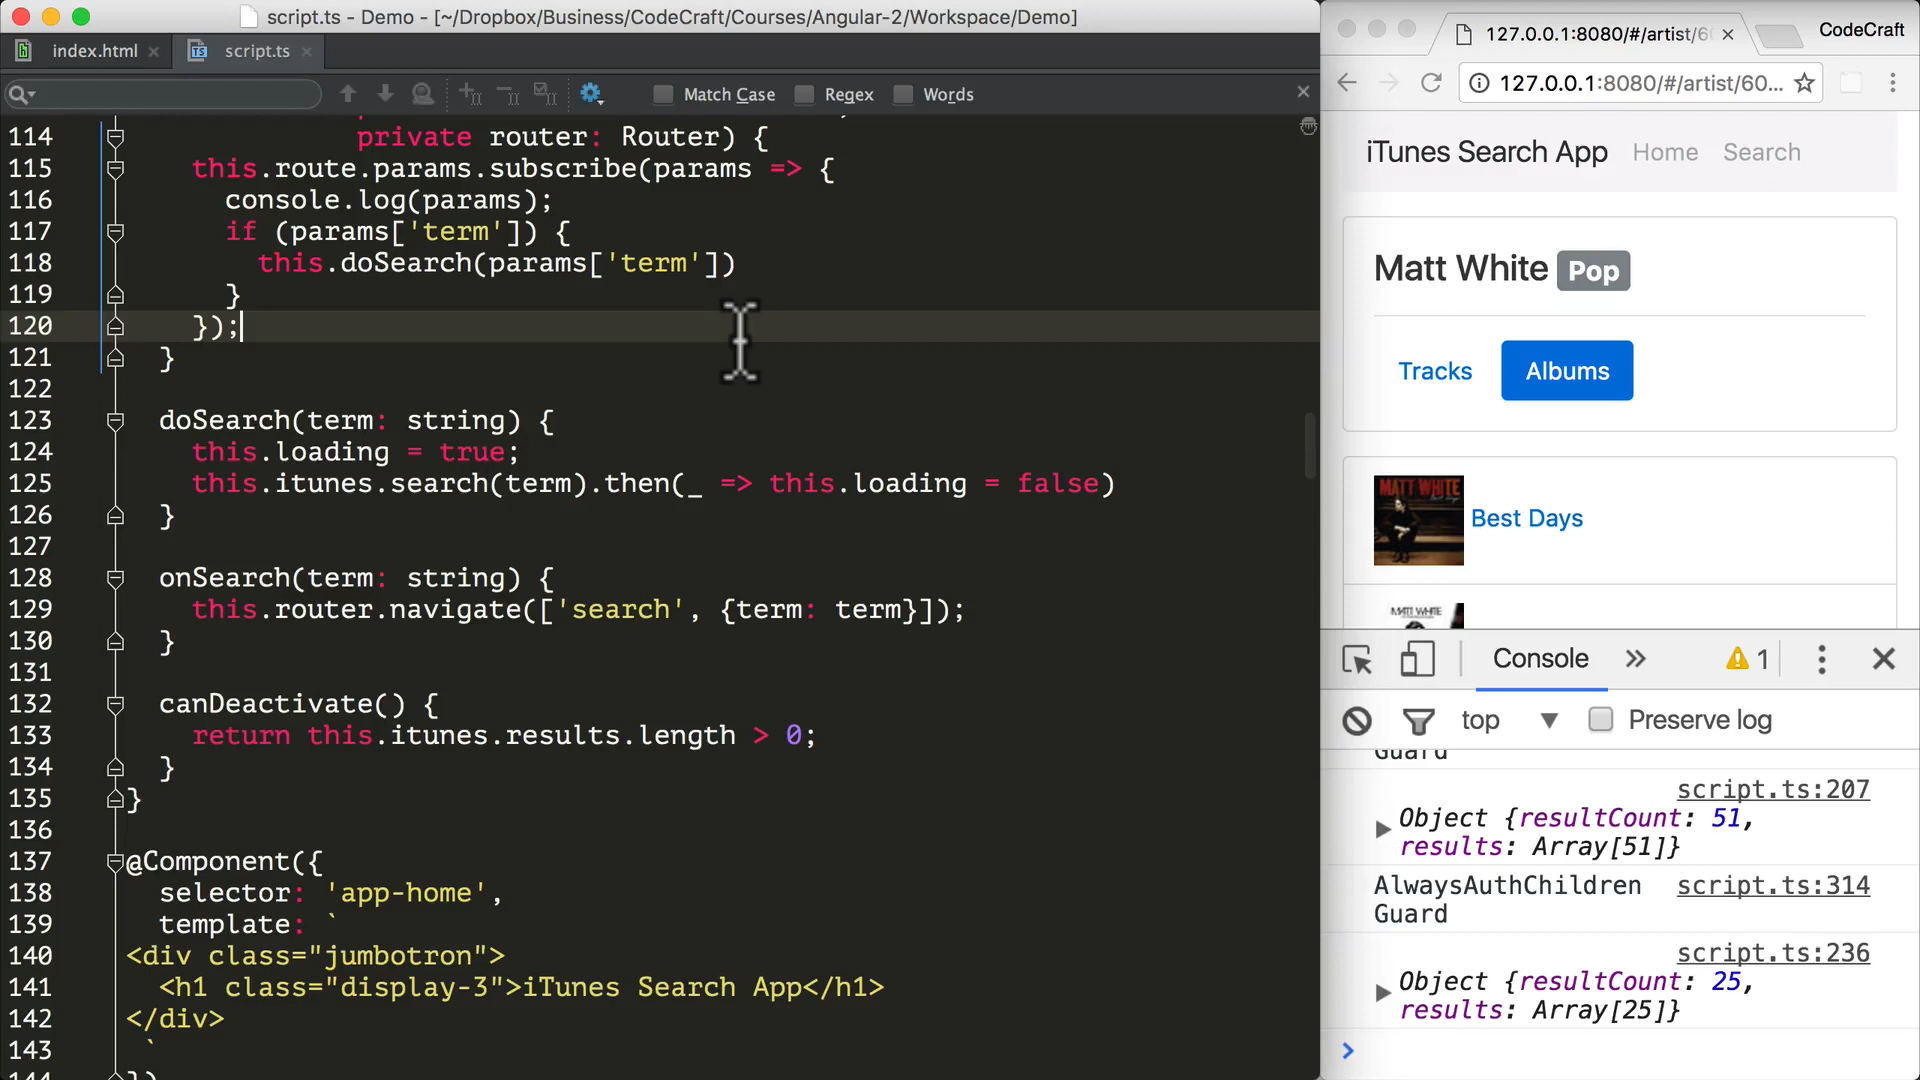 script.ts - Demo - [~/Dropbox/Business/CodeCraft/Courses/Angular-2/Workspace/Demo]
index.html
script.ts
Match Case
Regex
Words
114 private router: Router) {
115 this.route.params.subscribe(params => {
116 console.log(params);
117 if (params['term']) {
118 this.doSearch(params['term'])
119 }
120 });
121 }
122
123 doSearch(term: string) {
124 this.loading = true;
125 this.itunes.search(term).then(_ => this.loading = false)
126 }
127
128 onSearch(term: string) {
129 this.router.navigate(['search', {term: term}]);
130 }
131
132 canDeactivate() {
133 return this.itunes.results.length > 0;
134 }
135 }
136
137 @Component({
138 selector: 'app-home',
139 template: `
140 <div class="jumbotron">
141 <h1 class="display-3">iTunes Search App</h1>
142 </div>
143 `
144 })
127.0.0.1:8080/#/artist/60
CodeCraft
127.0.0.1:8080/#/artist/60...
iTunes Search App Home Search
Matt White Pop
Tracks Albums
MATT WHITE
Best Days
MATT WHITE
Console
1
top
Preserve log
Guard
script.ts:207
Object {resultCount: 51,
results: Array[51]}
AlwaysAuthChildren script.ts:314
Guard
script.ts:236
Object {resultCount: 25,
results: Array[25]}